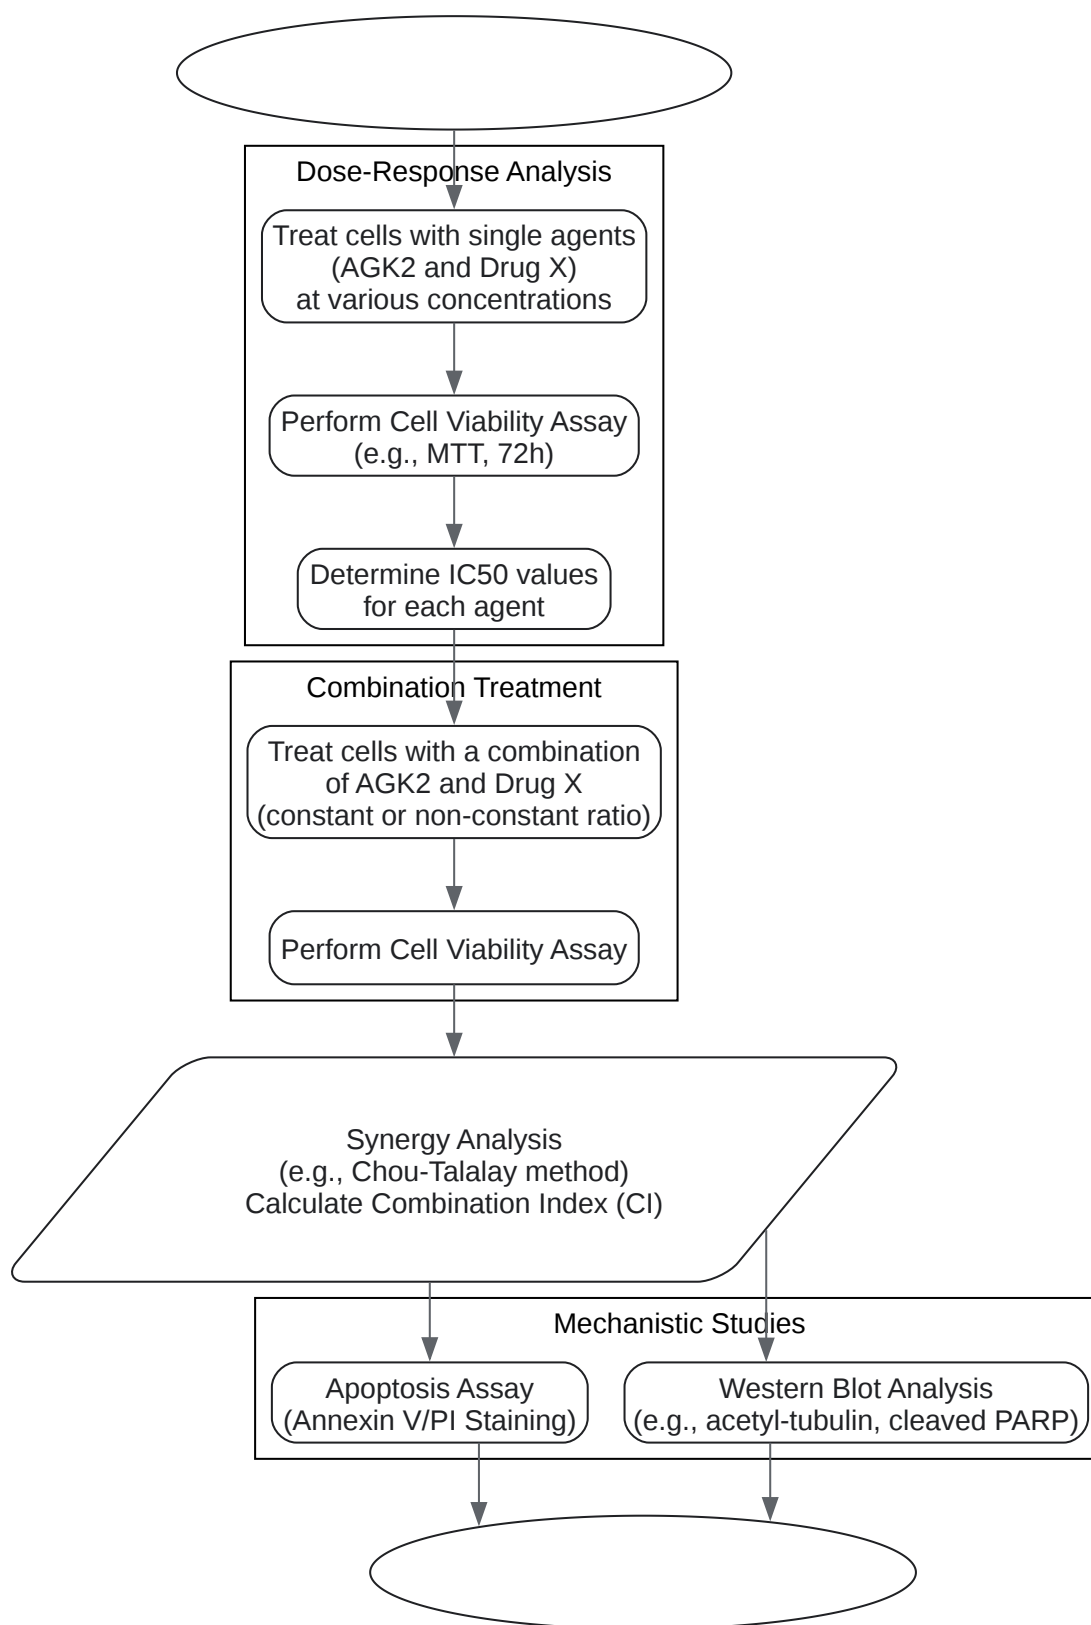 Dose-Response Analysis
Treat cells with single agents
(AGK2 and Drug X)
at various concentrations
Perform Cell Viability Assay
(e.g., MTT, 72h)
Determine IC50 values
for each agent
Combination Treatment
Treat cells with a combination
of AGK2 and Drug X
(constant or non-constant ratio)
Perform Cell Viability Assay
Synergy Analysis
(e.g., Chou-Talalay method)
Calculate Combination Index (CI)
Mechanistic Studies
Apoptosis Assay
(Annexin V/PI Staining)
Western Blot Analysis
(e.g., acetyl-tubulin, cleaved PARP)